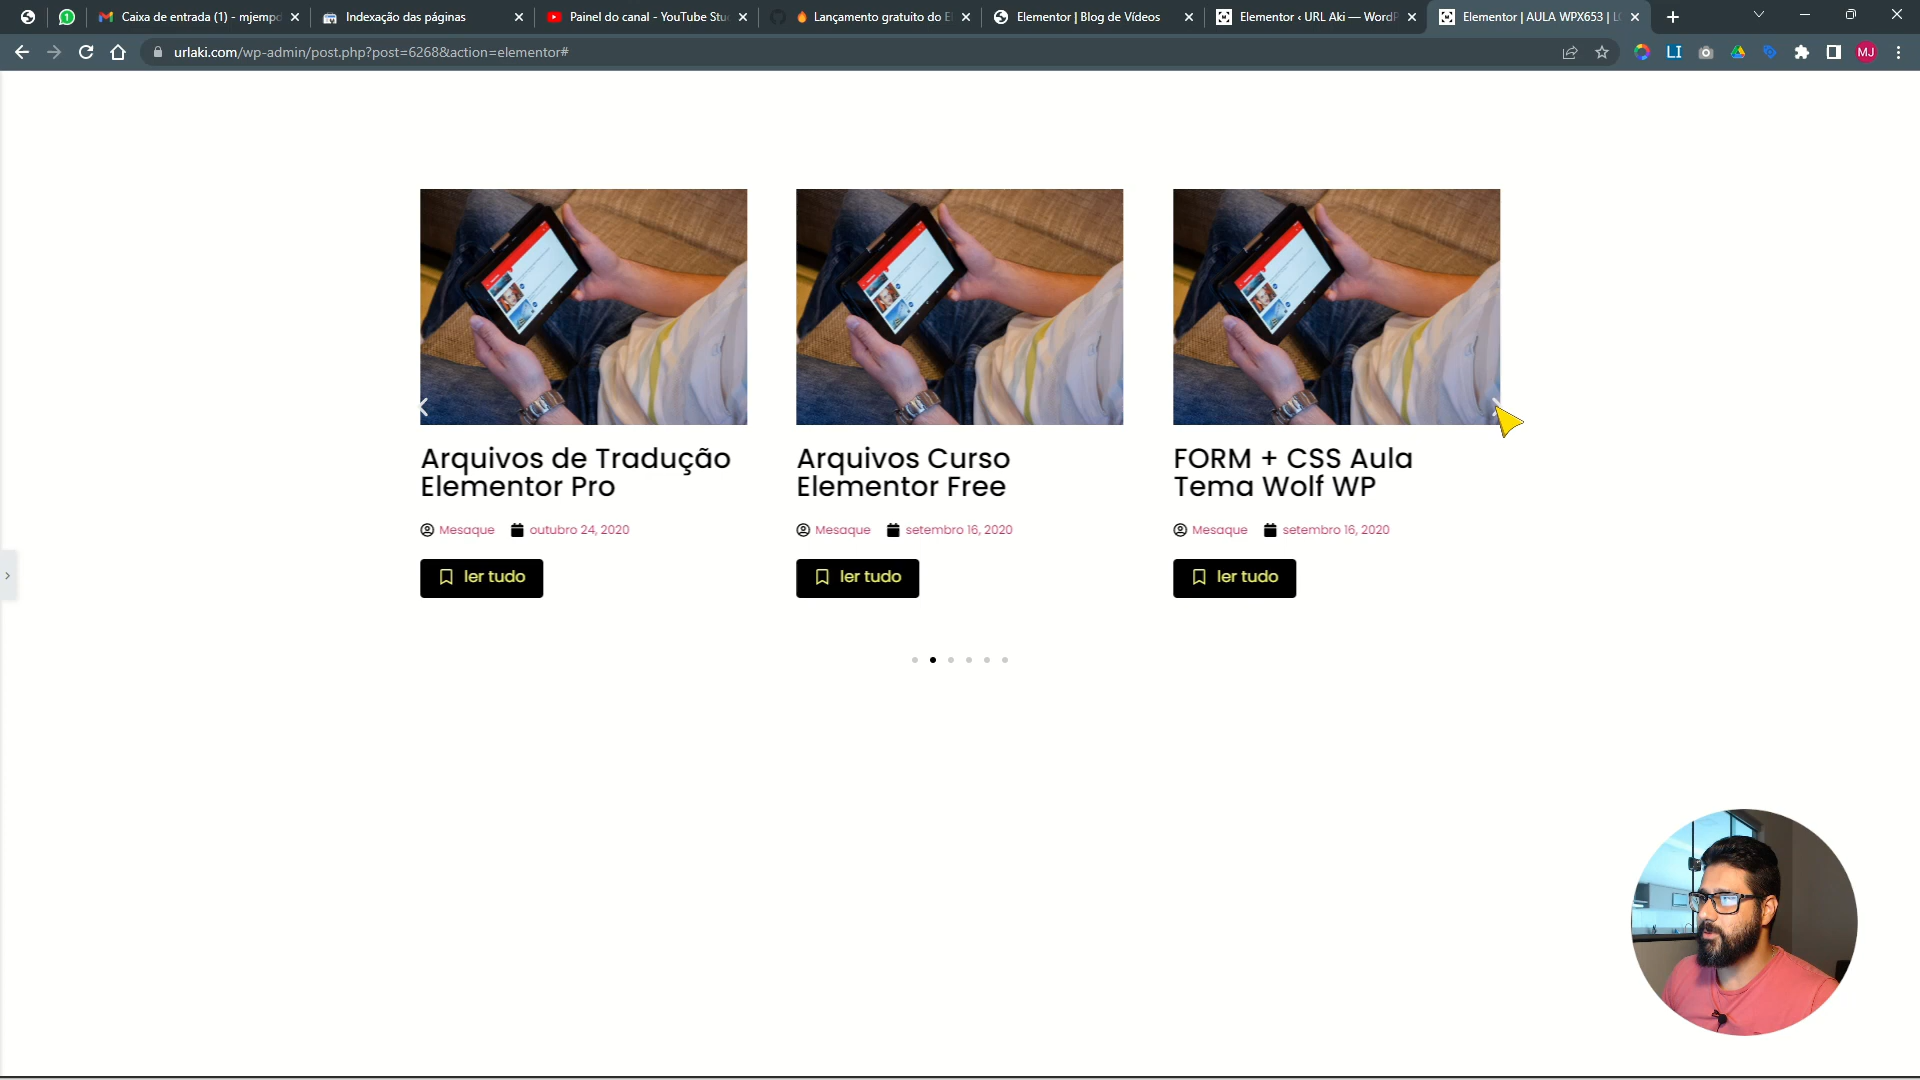 Caixa de entrada (1) - mjempd
Indexação das páginas
Painel do canal - YouTube Stu
Lançamento gratuito do E
Elementor | Blog de Vídeos
Elementor ‹ URL Aki — WordP
Elementor | AULA WPX653 | L
urlaki.com/wp-admin/post.php?post=6268&action=elementor#
LI
MJ
Arquivos de Tradução
Elementor Pro
Mesaque outubro 24, 2020
ler tudo
Arquivos Curso
Elementor Free
Mesaque setembro 16, 2020
ler tudo
FORM + CSS Aula
Tema Wolf WP
Mesaque setembro 16, 2020
ler tudo